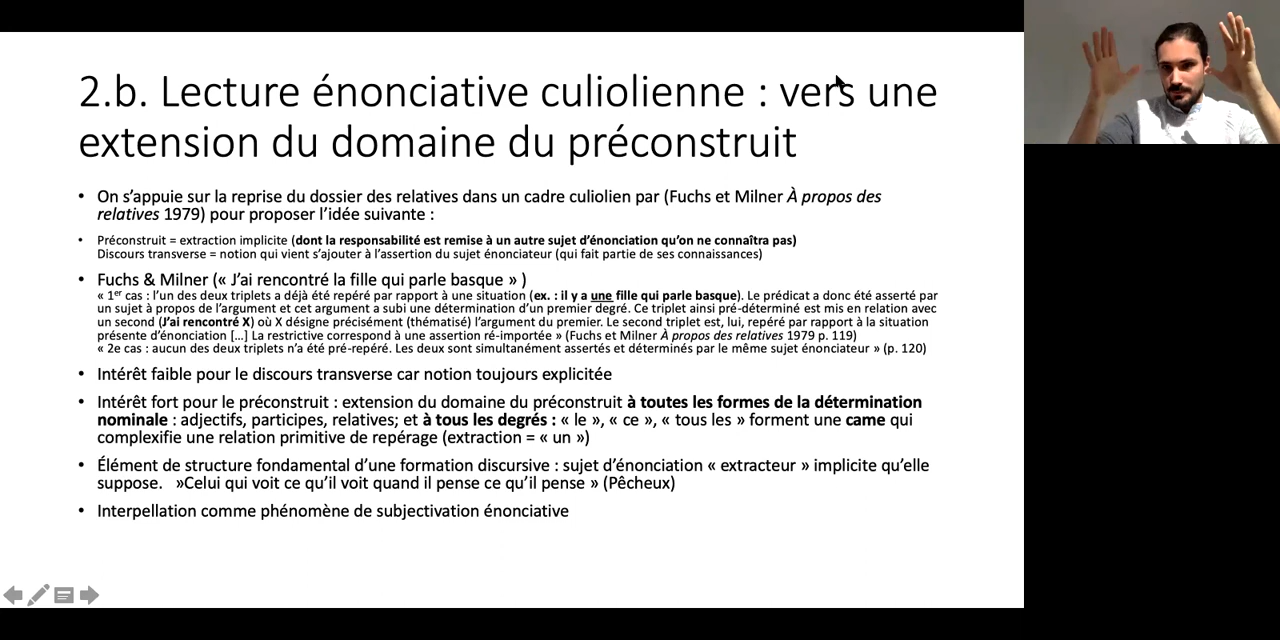 2.b. Lecture énonciative culiolienne : vers une
extension du domaine du préconstruit
• On s’appuie sur la reprise du dossier des relatives dans un cadre culiolien par (Fuchs et Milner À propos des
relatives 1979) pour proposer l’idée suivante :
• Préconstruit = extraction implicite (dont la responsabilité est remise à un autre sujet d’énonciation qu’on ne connaîtra pas)
Discours transverse = notion qui vient s’ajouter à l’assertion du sujet énonciateur (qui fait partie de ses connaissances)
• Fuchs & Milner (« J’ai rencontré la fille qui parle basque » )
« 1er cas : l’un des deux triplets a déjà été repéré par rapport à une situation (ex. : il y a une fille qui parle basque). Le prédicat a donc été asserté par
un sujet à propos de l’argument et cet argument a subi une détermination d’un premier degré. Ce triplet ainsi pré-déterminé est mis en relation avec
un second (J’ai rencontré X) où X désigne précisément (thématisé) l’argument du premier. Le second triplet est, lui, repéré par rapport à la situation
présente d’énonciation […] La restrictive correspond à une assertion ré-importée » (Fuchs et Milner À propos des relatives 1979 p. 119)
« 2e cas : aucun des deux triplets n’a été pré-repéré. Les deux sont simultanément assertés et déterminés par le même sujet énonciateur » (p. 120)
• Intérêt faible pour le discours transverse car notion toujours explicitée
• Intérêt fort pour le préconstruit : extension du domaine du préconstruit à toutes les formes de la détermination
nominale : adjectifs, participes, relatives; et à tous les degrés : « le », « ce », « tous les » forment une came qui
complexifie une relation primitive de repérage (extraction = « un »)
• Élément de structure fondamental d’une formation discursive : sujet d’énonciation « extracteur » implicite qu’elle
suppose. »Celui qui voit ce qu’il voit quand il pense ce qu’il pense » (Pêcheux)
• Interpellation comme phénomène de subjectivation énonciative